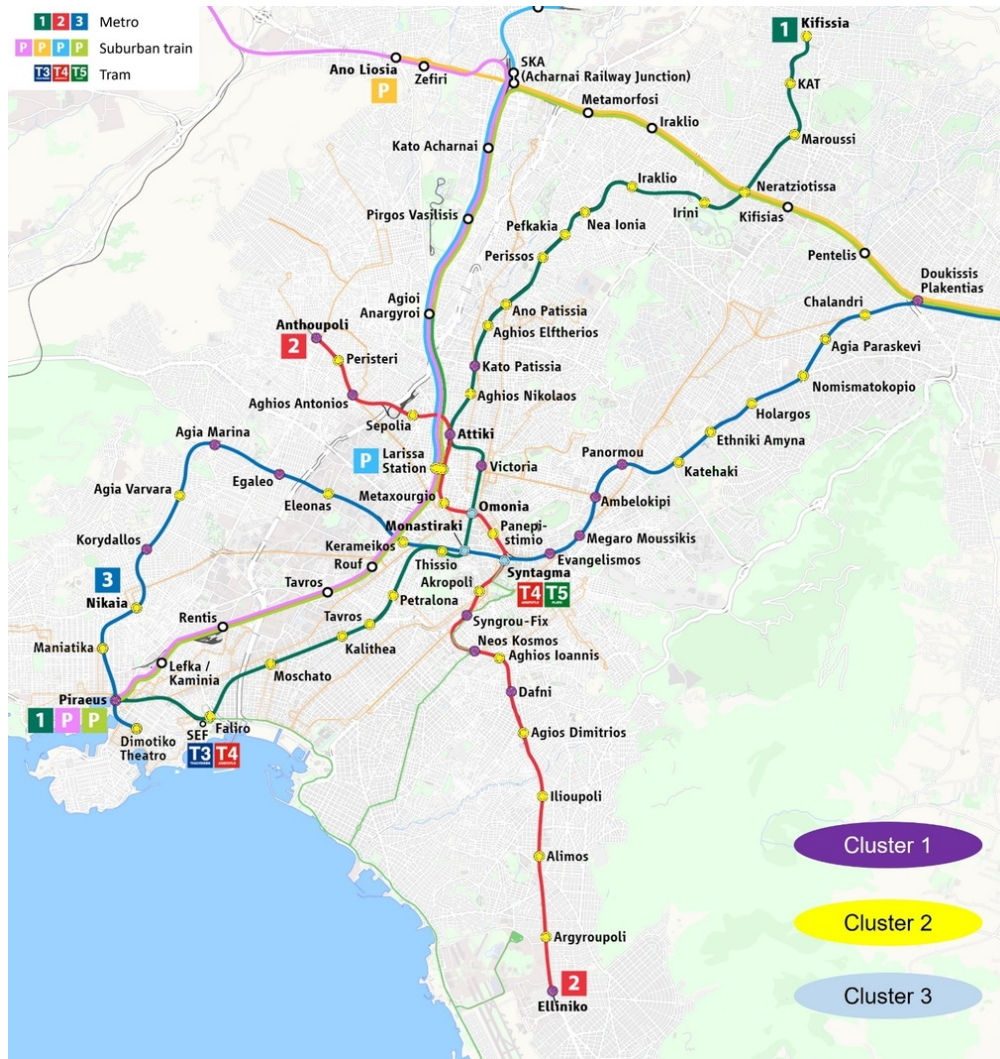 1 2 3 Metro
P P P P Suburban train
T3 T4 T5 Tram
1 Kifissia
SKA
(Acharnai Railway Junction)
Ano Liosia
P
Zefiri
KAT
Metamorfosi
Iraklio
Maroussi
Kato Acharnai
Iraklio
Neratziotissa
Irini
Kifisias
Pirgos Vasilisis
Nea Ionia
Pefkakia
Perissos
Pentelis
Doukissis
Plakentias
Agioi
Anargyroi
Ano Patissia
Chalandri
Anthoupoli
2
Aghios Elftherios
Peristeri
Agia Paraskevi
Kato Patissia
Nomismatokopio
Aghios Antonios
Aghios Nikolaos
Holargos
Sepolia
Attiki
Ethniki Amyna
Agia Marina
P Larissa
Station
Victoria
Panormou
Katehaki
Egaleo
Agia Varvara
Eleonas
Metaxourgio
Omonia
Ambelokipi
Monastiraki
Panepi-
stimio
Megaro Moussikis
Korydallos
Kerameikos
Rouf
Thissio
Akropoli
Syntagma
Evangelismos
3
Nikaia
Tavros
Petralona
T4 T5
Rentis
Tavros
Syngrou-Fix
Maniatika
Kalithea
Neos Kosmos
Aghios Ioannis
Lefka /
Kaminia
Moschato
Dafni
Piraeus
1 P P
SEF
Faliro
T3 T4
Dimotiko
Theatro
Agios Dimitrios
Ilioupoli
Alimos
Argyroupoli
2
Elliniko
Cluster 1
Cluster 2
Cluster 3